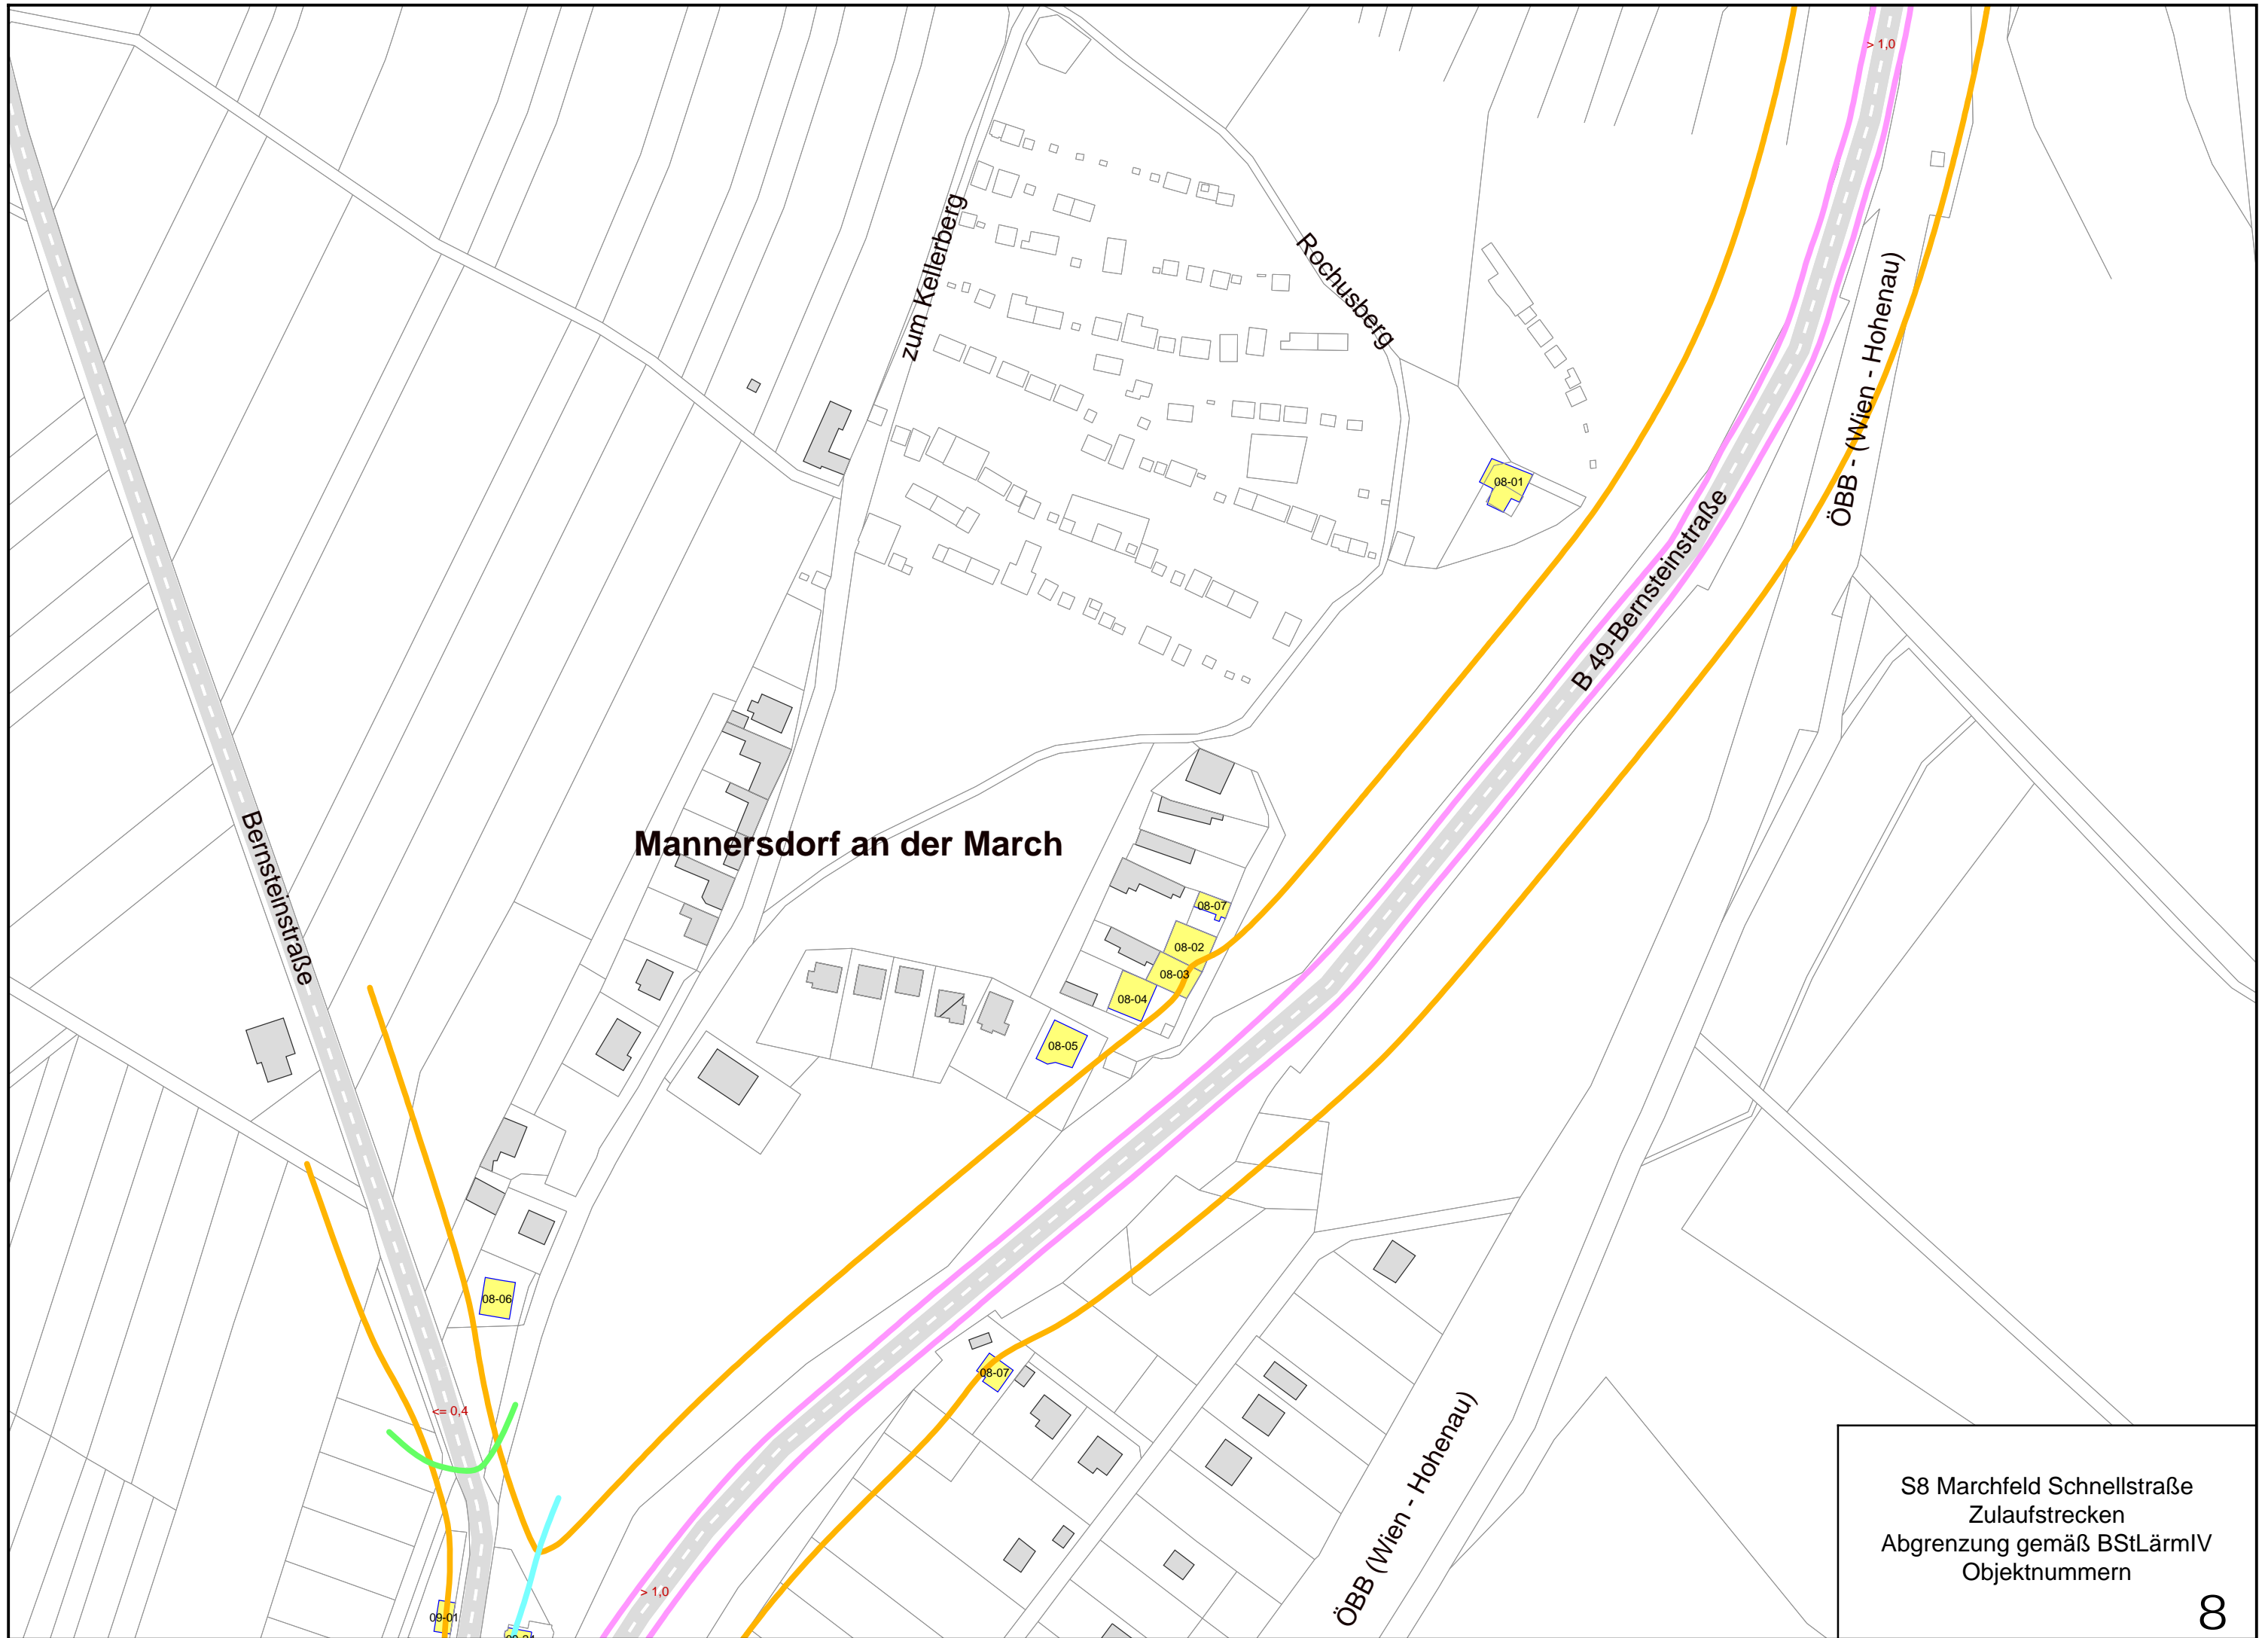 > 1,0
zum Kellerberg
Rochusberg
ÖBB - (Wien - Hohenau)
08-01
B 49-Bernsteinstraße
Mannersdorf an der March
Bernsteinstraße
08-07
08-02
08-03
08-04
08-05
08-06
08-07
<= 0,4
ÖBB (Wien - Hohenau)
> 1,0
09-01
S8 Marchfeld Schnellstraße
Zulaufstrecken
Abgrenzung gemäß BStLärmIV
Objektnummern
8